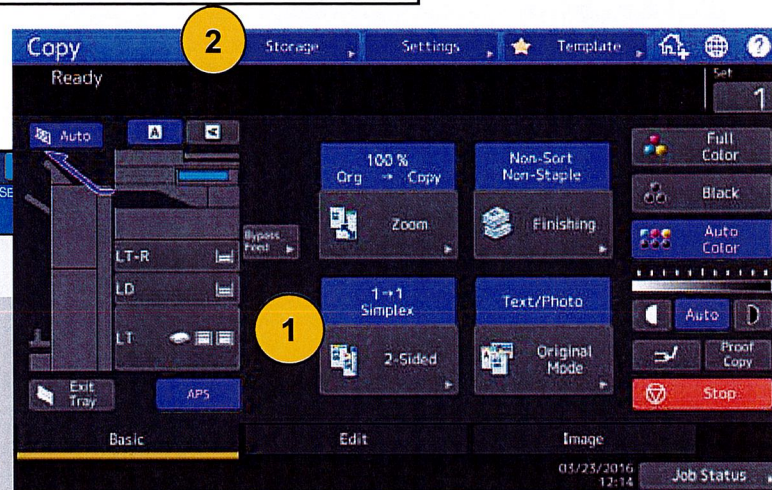 Copy
2
Storage
Settings
Template
?
Ready
Set
1
Auto
A
A
100 %
Org → Copy
Non-Sort
Non-Staple
Full
Color
Zoom
Finishing
Black
Bypass
Feed
Auto
Color
LT-R
LD
LT
1→1
Simplex
Text/Photo
1
2-Sided
Original
Mode
Auto
Proof
Copy
Exit
Tray
APS
Stop
Basic
Edit
Image
03/23/2016
12:14
Job Status